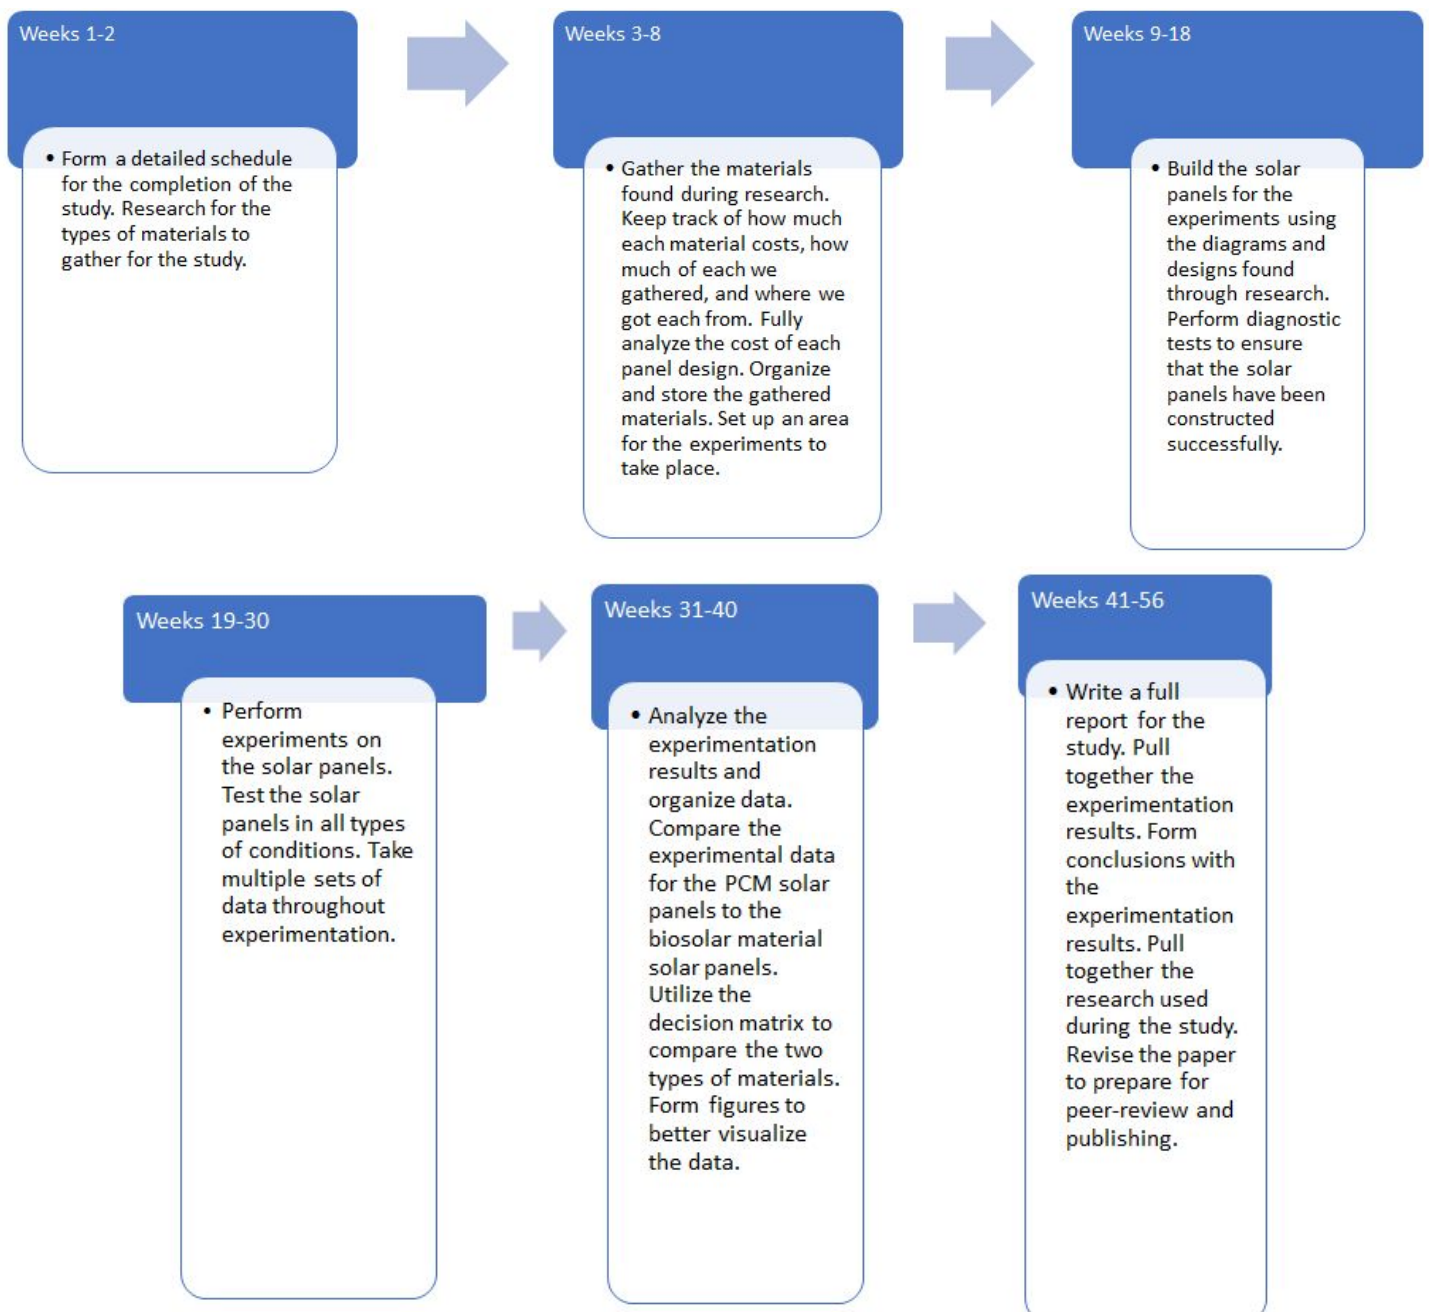 Weeks 1-2
• Form a detailed schedule
for the completion of the
study. Research for the
types of materials to
gather for the study.
Weeks 3-8
• Gather the materials
found during research.
Keep track of how much
each material costs, how
much of each we
gathered, and where we
got each from. Fully
analyze the cost of each
panel design. Organize
and store the gathered
materials. Set up an area
for the experiments to
take place.
Weeks 9-18
• Build the solar
panels for the
experiments using
the diagrams and
designs found
through research.
Perform diagnostic
tests to ensure
that the solar
panels have been
constructed
successfully.
Weeks 19-30
• Perform
experiments on
the solar panels.
Test the solar
panels in all types
of conditions. Take
multiple sets of
data throughout
experimentation.
Weeks 31-40
• Analyze the
experimentation
results and
organize data.
Compare the
experimental data
for the PCM solar
panels to the
biosolar material
solar panels.
Utilize the
decision matrix to
compare the two
types of materials.
Form figures to
better visualize
the data.
Weeks 41-56
• Write a full
report for the
study. Pull
together the
experimentation
results. Form
conclusions with
the
experimentation
results. Pull
together the
research used
during the study.
Revise the paper
to prepare for
peer-review and
publishing.